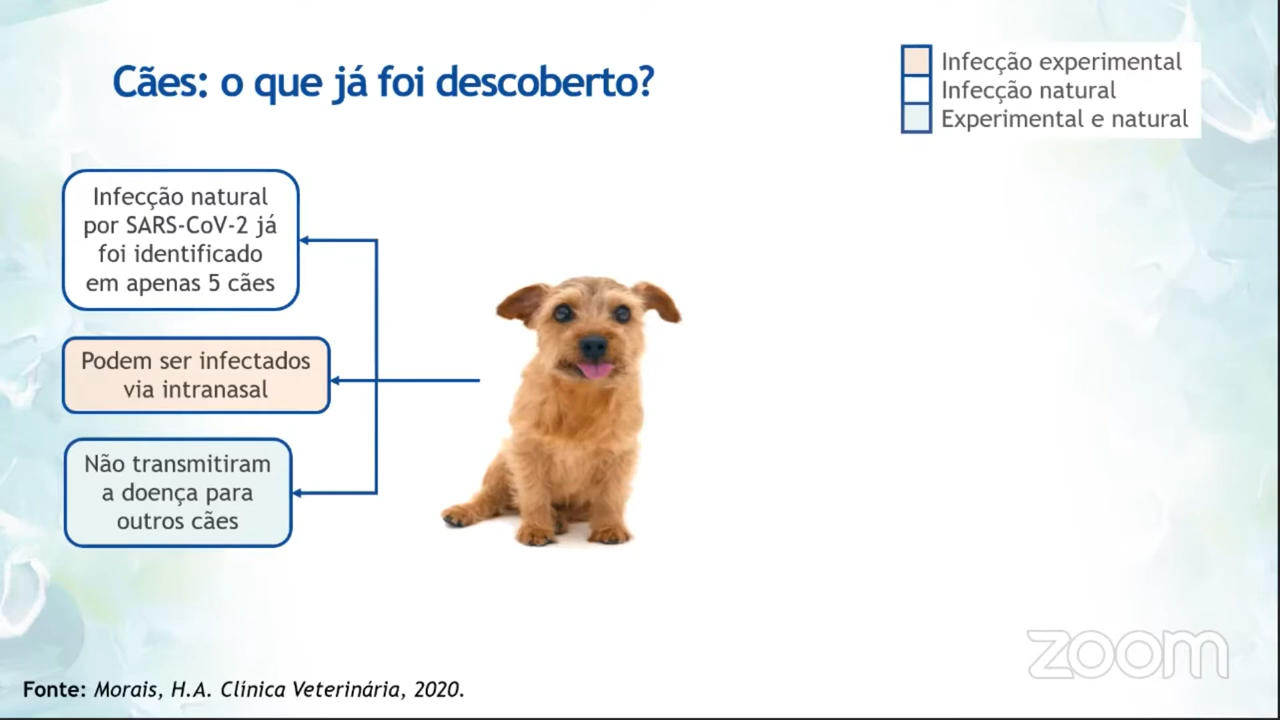 Cães: o que já foi descoberto?
Infecção experimental
Infecção natural
Experimental e natural
Infecção natural
por SARS-CoV-2 já
foi identificado
em apenas 5 cães
Podem ser infectados
via intranasal
Não transmitiram
a doença para
outros cães
zoom
Fonte: Morais, H.A. Clínica Veterinária, 2020.